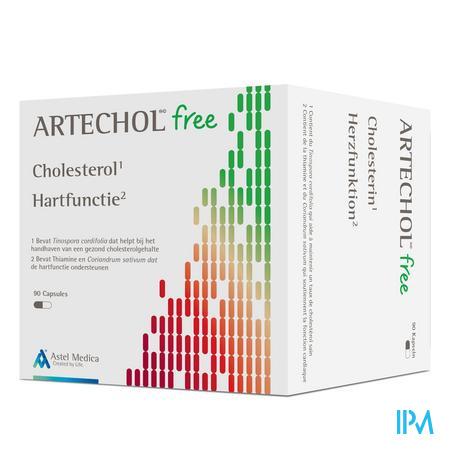 ARTECHOL® free
Cholesterol¹
Hartfunctie²
1 Bevat Tinospora cordifolia dat helpt bij het
handhaven van een gezond cholesterolgehalte
2 Bevat Thiamine en Coriandrum sativum dat
de hartfunctie ondersteunen
90 Capsules
Astel Medica
Created by Life.
ARTECHOL® free
Cholesterin¹
Herzfunktion²
90 Kapseln
1 Contient du Tinospora cordifolia qui aide à maintenir un taux de cholestérol sain
2 Contient de la thiamine et du Coriandrum sativum qui soutiennent la fonction cardiaque
IPM